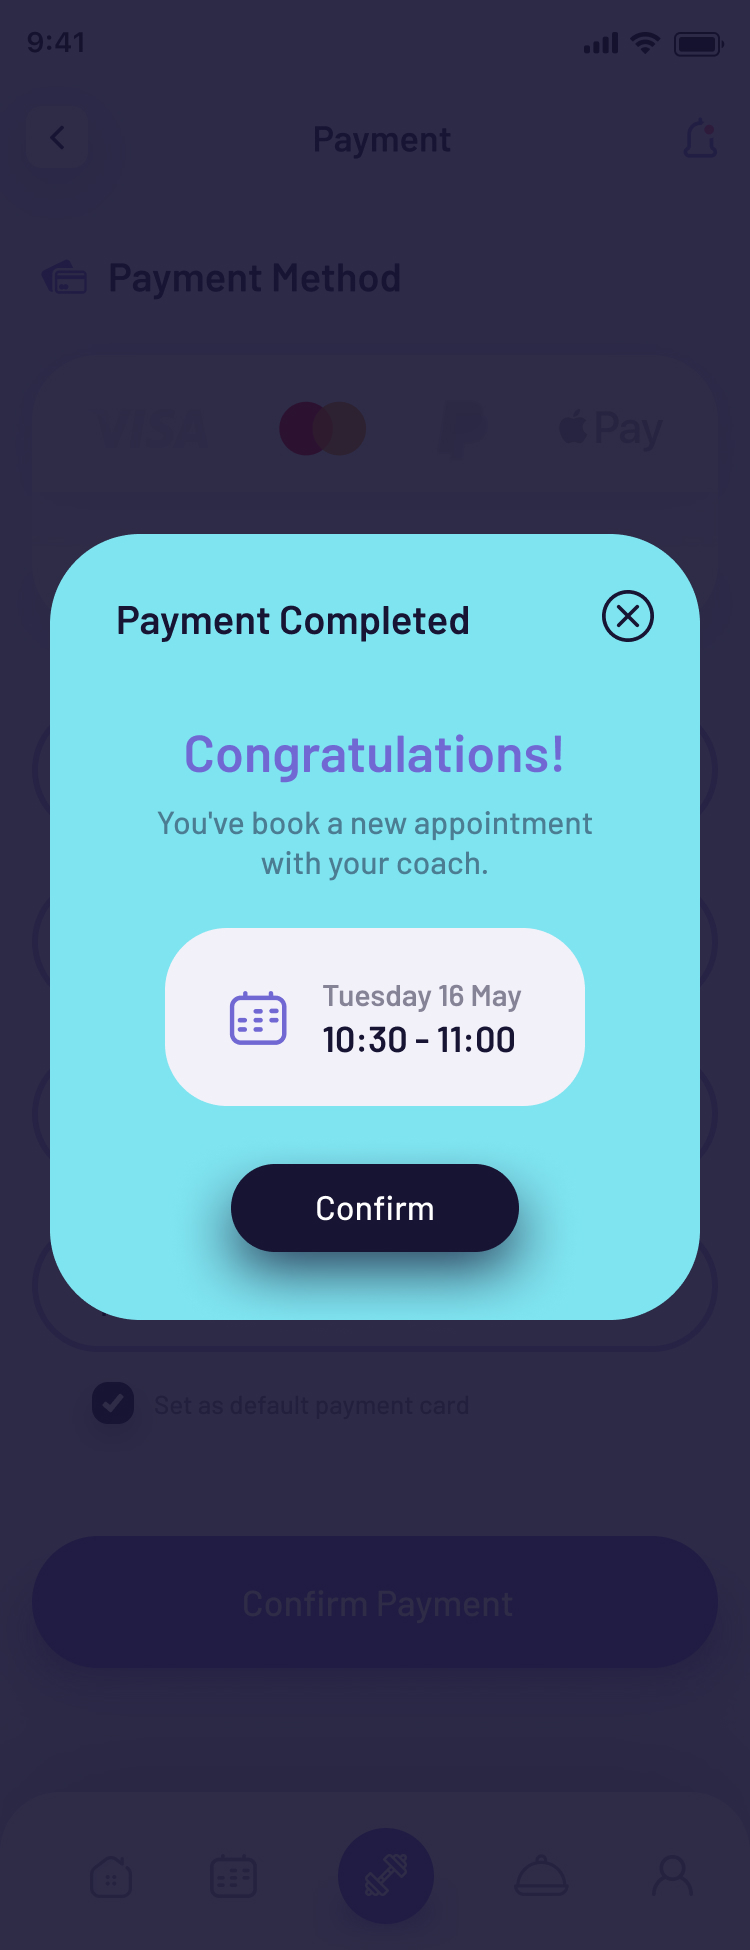 9:41
Payment
Payment Method
VISA
Pay
Payment Completed
Congratulations!
You've book a new appointment
with your coach.
Tuesday 16 May
10:30 - 11:00
Confirm
Set as default payment card
Confirm Payment